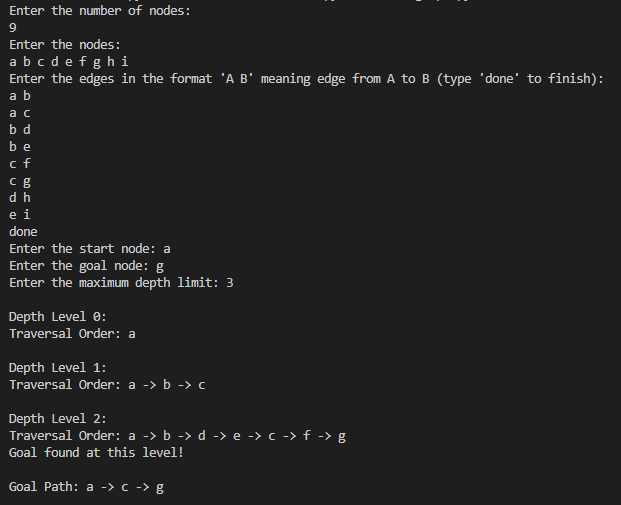 Enter the number of nodes:
9
Enter the nodes:
a b c d e f g h i
Enter the edges in the format 'A B' meaning edge from A to B (type 'done' to finish):
a b
a c
b d
b e
c f
c g
d h
e i
done
Enter the start node: a
Enter the goal node: g
Enter the maximum depth limit: 3
Depth Level 0:
Traversal Order: a
Depth Level 1:
Traversal Order: a -> b -> c
Depth Level 2:
Traversal Order: a -> b -> d -> e -> c -> f -> g
Goal found at this level!
Goal Path: a -> c -> g